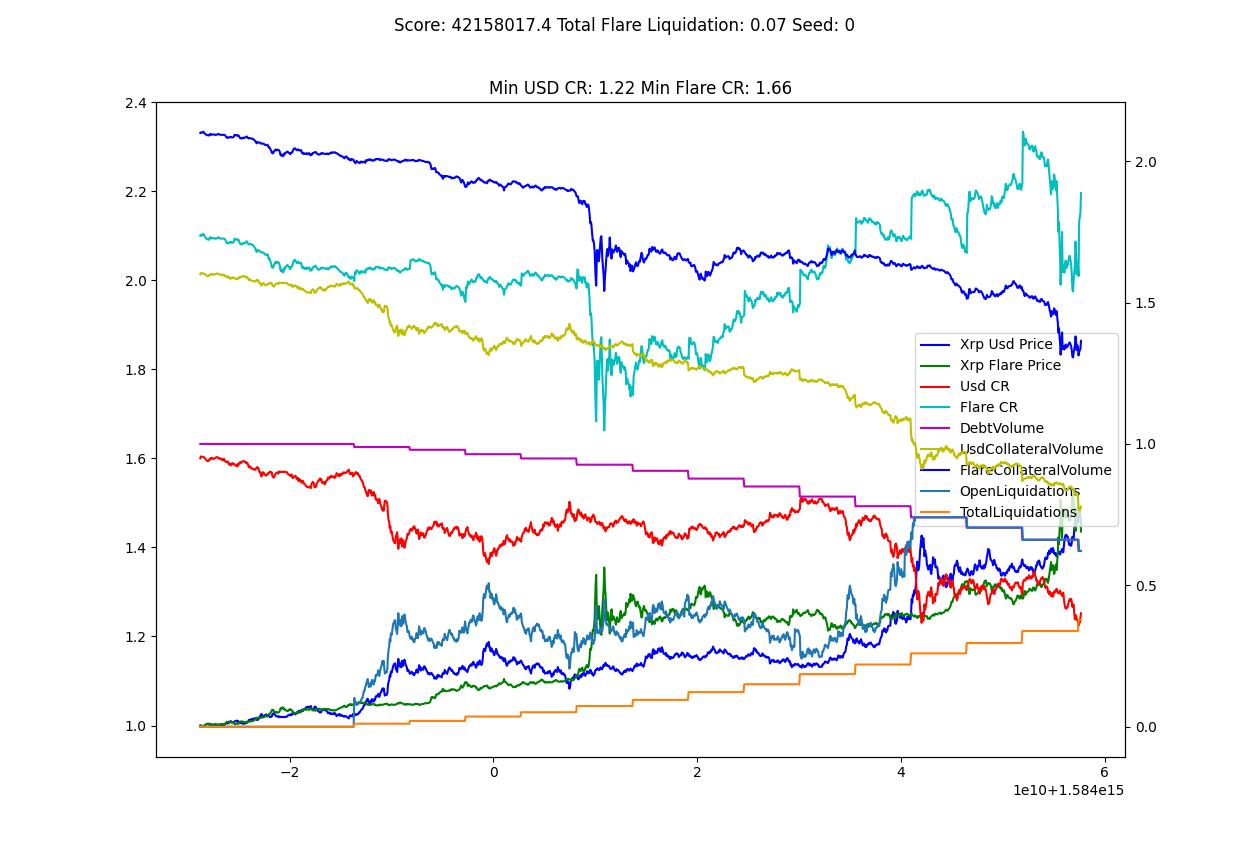 Score: 42158017.4 Total Flare Liquidation: 0.07 Seed: 0
Min USD CR: 1.22 Min Flare CR: 1.66
2.4
2.2
2.0
1.8
1.6
1.4
1.2
1.0
2.0
1.5
1.0
0.5
0.0
Xrp Usd Price
Xrp Flare Price
Usd CR
Flare CR
DebtVolume
UsdCollateralVolume
FlareCollateralVolume
OpenLiquidations
TotalLiquidations
−2 0 2 4 6
1e10+1.584e15